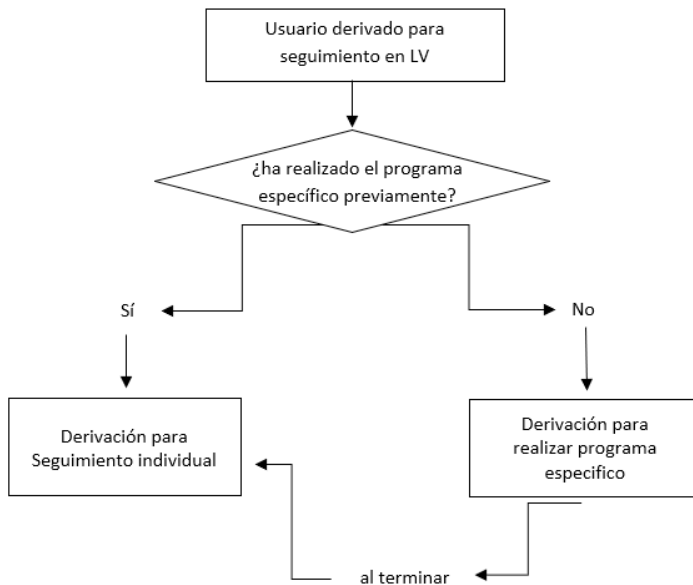 Usuario derivado para
seguimiento en LV
¿ha realizado el programa
específico previamente?
Sí
No
Derivación para
Seguimiento individual
Derivación para
realizar programa
especifico
al terminar